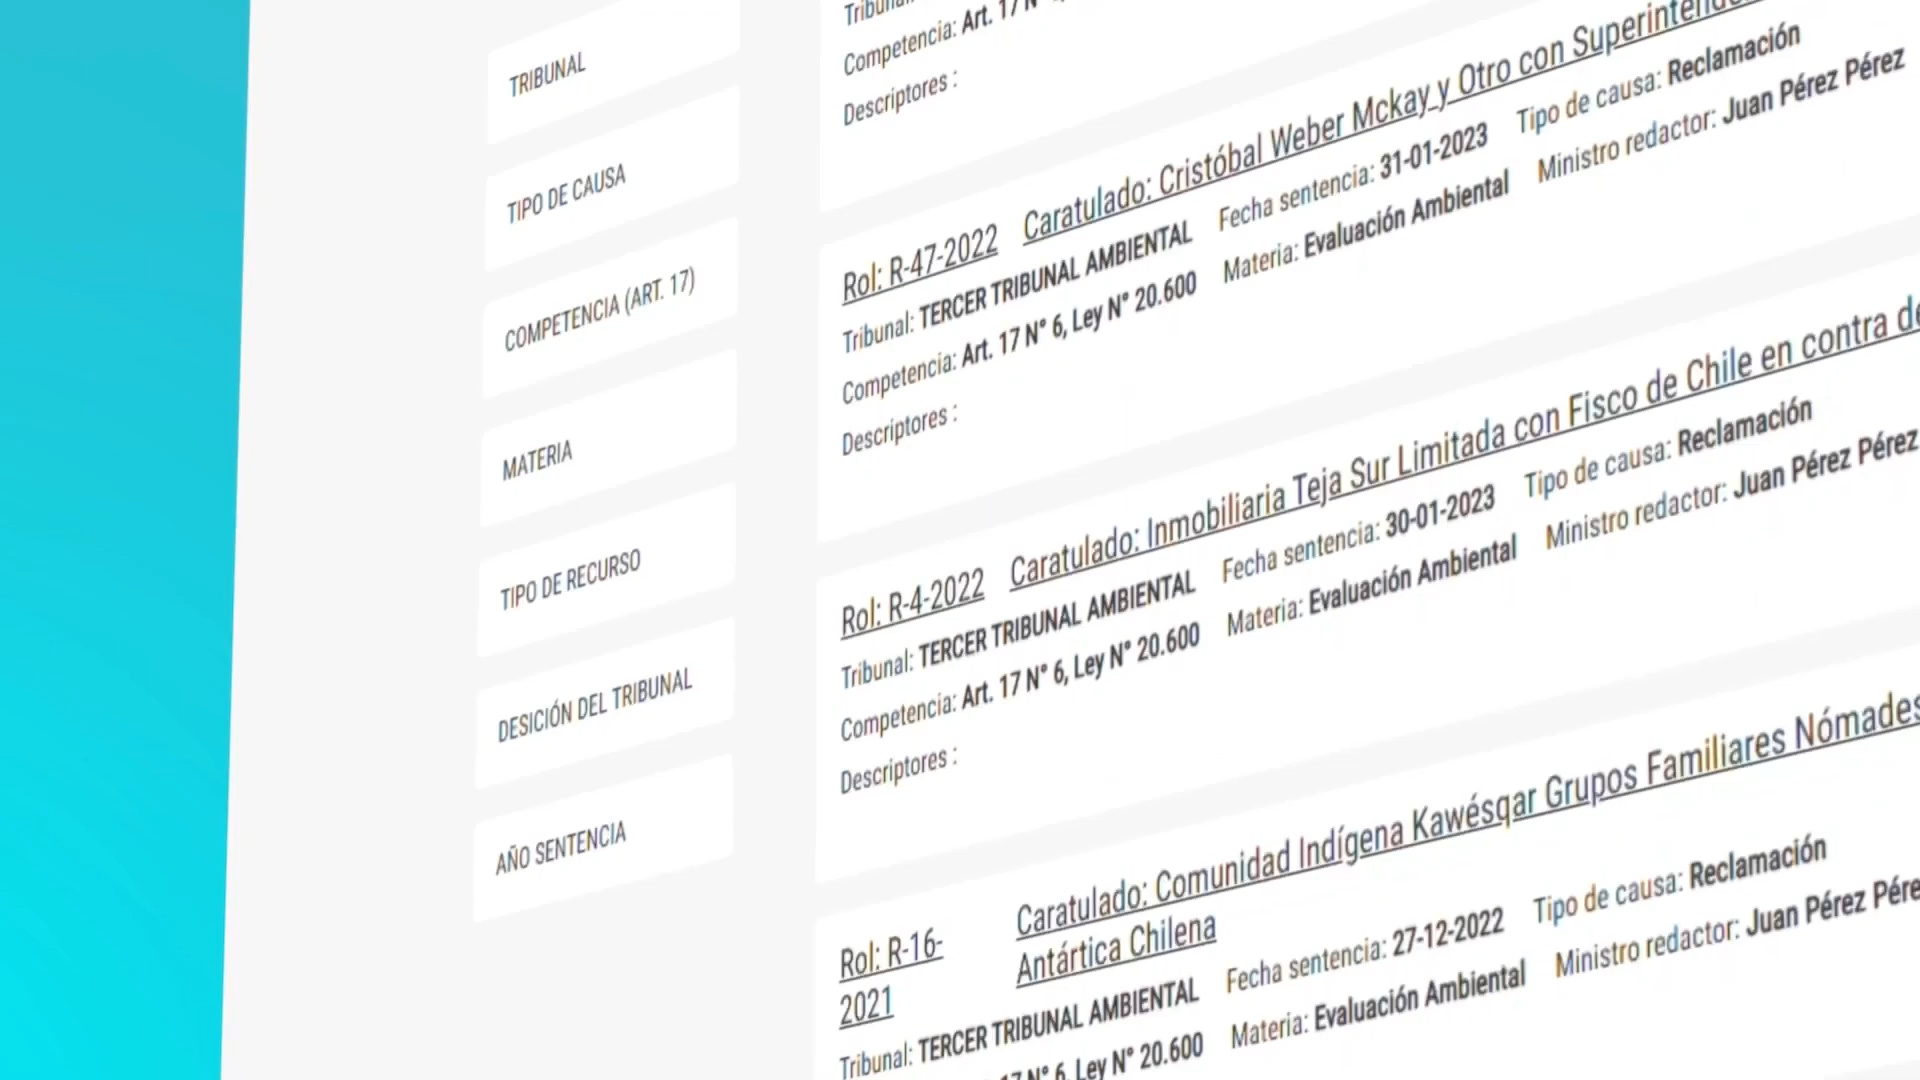 TRIBUNAL
TIPO DE CAUSA
COMPETENCIA (ART. 17)
MATERIA
TIPO DE RECURSO
DESICIÓN DEL TRIBUNAL
AÑO SENTENCIA
Competencia: Art. 17
Descriptores :
Rol: R-47-2022 Caratulado: Cristóbal Weber Mckay y Otro con
Tribunal: TERCER TRIBUNAL AMBIENTAL Fecha sentencia: 31-01-2023 Tipo de causa: Reclamación
Competencia: Art. 17 N° 6, Ley N° 20.600 Materia: Evaluación Ambiental Ministro redactor: Juan Pérez Pérez
Descriptores :
Rol: R-4-2022 Caratulado: Inmobiliaria Teja Sur Limitada con Fisco de Chile en contra
Tribunal: TERCER TRIBUNAL AMBIENTAL Fecha sentencia: 30-01-2023 Tipo de causa: Reclamación
Competencia: Art. 17 N° 6, Ley N° 20.600 Materia: Evaluación Ambiental Ministro redactor: Juan Pérez Pérez
Descriptores :
Rol: R-16- Caratulado: Comunidad Indígena Kawésqar Grupos Familiares Nómades
2021 Antártica Chilena
Tribunal: TERCER TRIBUNAL AMBIENTAL Fecha sentencia: 27-12-2022 Tipo de causa: Reclamación
N° 6, Ley N° 20.600 Materia: Evaluación Ambiental Ministro redactor: Juan Pérez